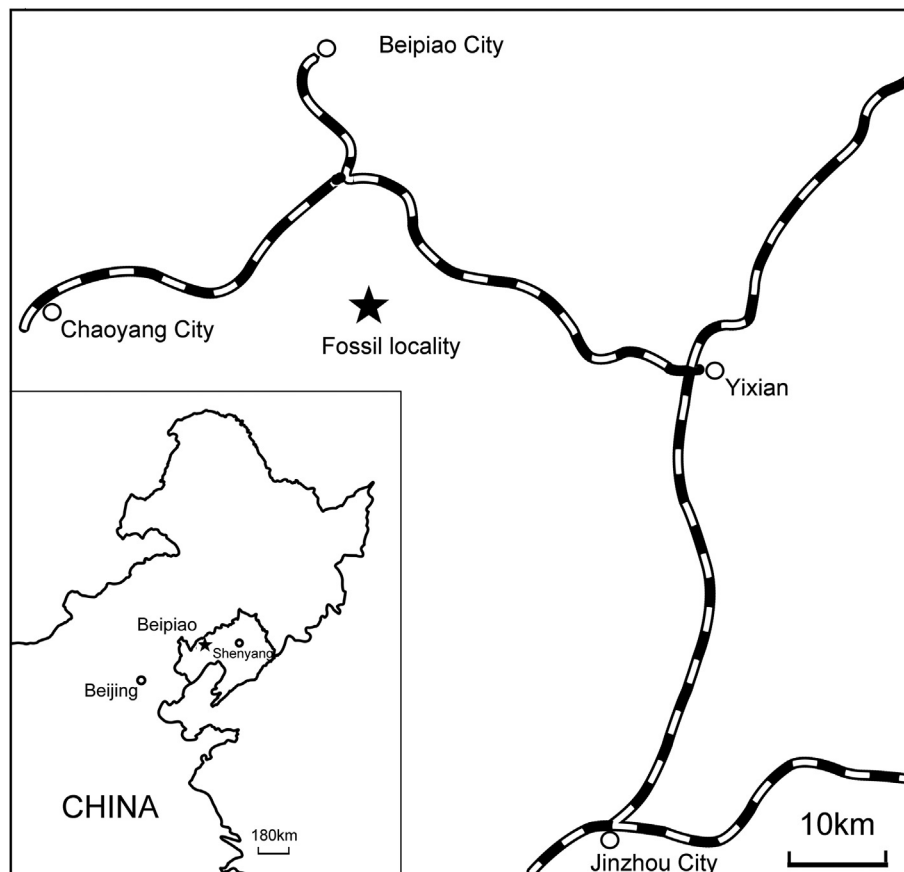 Beipiao City
Chaoyang City
Fossil locality
Yixian
Beipiao
Shenyang
Beijing
CHINA
180km
10km
Jinzhou City